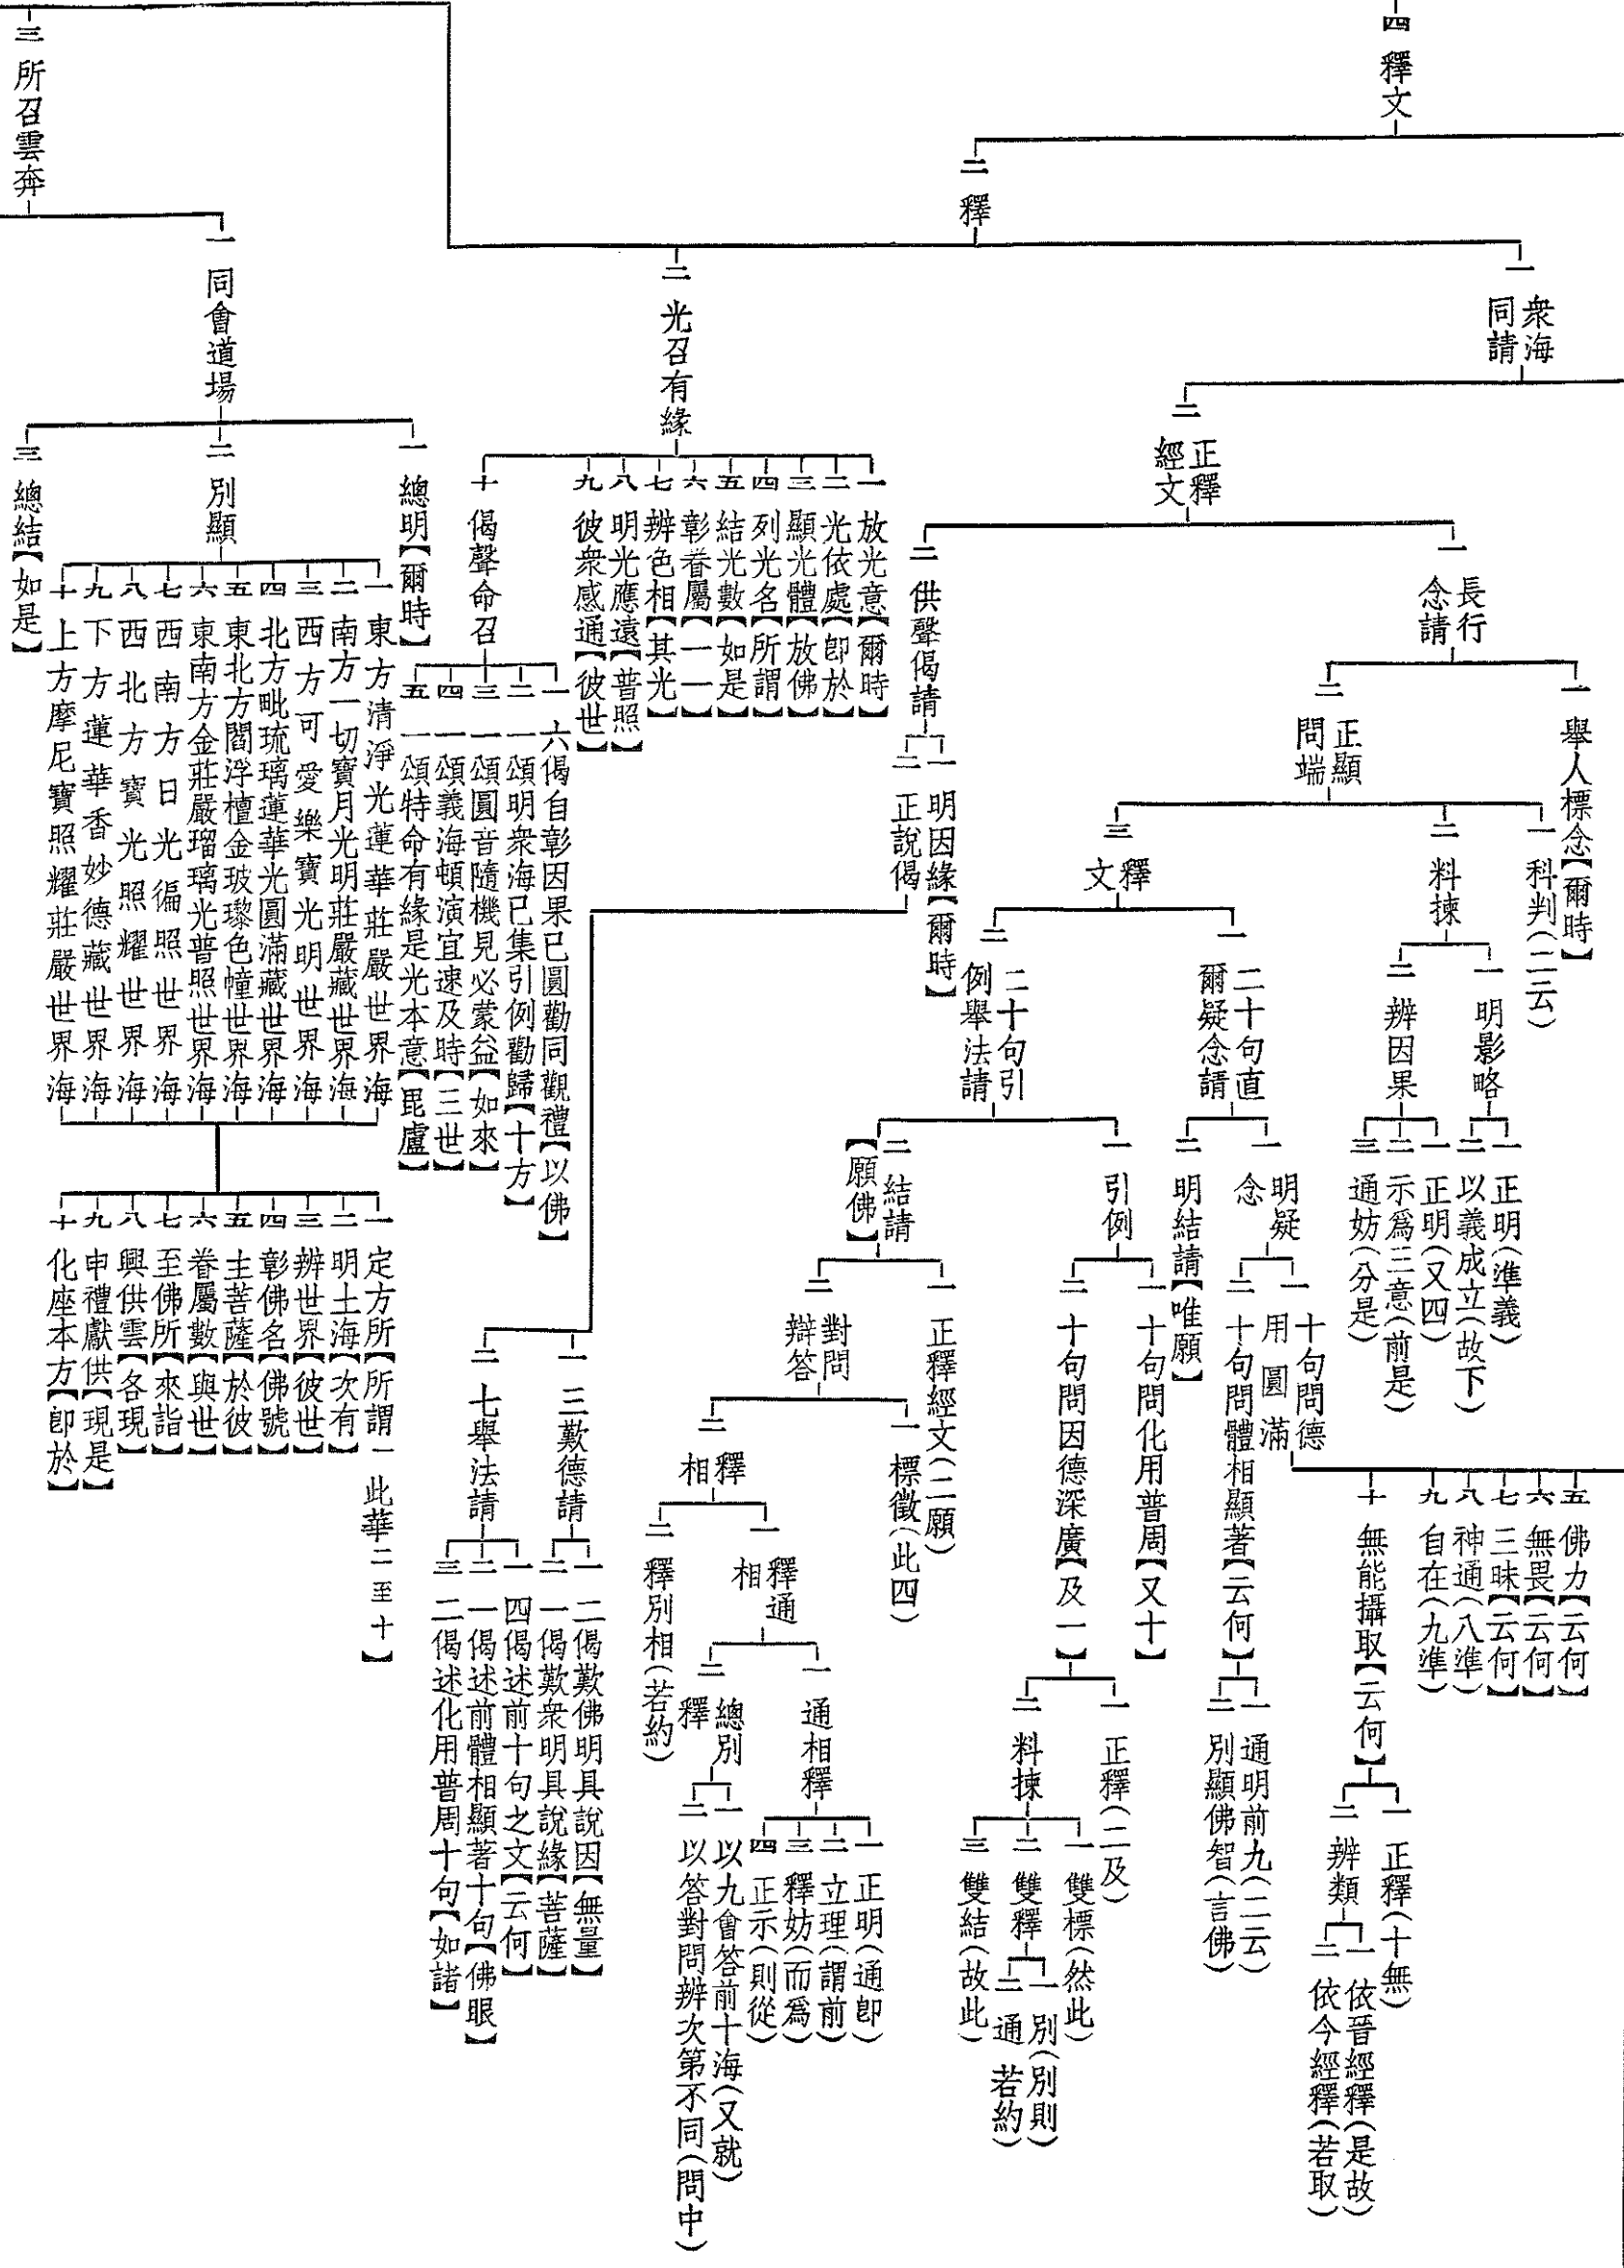 四 釋文
二 釋
一 衆海同請
二 正釋經文
一 長行念請
一 舉人標念【爾時】
二 正顯問端
一 科判(二云)
二 料揀
一 明影略
一 正明(準義)
二 以義成立(故下)
二 辨因果
一 正明(又四)
二 示爲三意(前是)
三 通妨(分是)
三 釋文
一 二十句直爾疑念請
一 明疑念
一 十句問德用圓滿
五 佛力【云何】
六 無畏【云何】
七 三昧【云何】
八 神通(八準)
九 自在(九準)
十 無能攝取【云何】
一 正釋(十無)
二 辨類
一 依晉經釋(是故)
二 依今經釋(若取)
二 十句問體相顯著【云何】
一 通明前九(二云)
二 別顯佛智(言佛)
二 明結請【唯願】
二 二十句引例舉法請
一 引例
一 十句問化用普周【又十】
二 十句問因德深廣【及一】
一 正釋(二及)
二 料揀
一 雙標(然此)
二 雙釋
一 別(別則)
二 通 若約)
三 雙結(故此)
二 結請【願佛】
一 正釋經文(二願)
二 對問辯答
一 標徵(此四)
二 釋相
一 釋通相
一 通相釋
一 正明(通卽)
二 立理(謂前)
三 釋妨(而爲)
四 正示(則從)
二 總別釋
一 以九會答前十海(又就)
二 以答對問辨次第不同(問中)
二 釋別相(若約)
二 供聲偈請
一 明因緣【爾時】
二 正說偈
一 三歎德請
一 二偈歎佛明具說因【無量】
二 一偈歎衆明具說緣【菩薩】
二 七舉法請
一 四偈述前十句之文【云何】
二 一偈述前體相顯著十句【佛眼】
三 二偈述化用普周十句【如諸】
二 光召有緣
一 放光意【爾時】
二 光依處【卽於】
三 顯光體【放佛】
四 列光名【所謂】
五 結光數【如是】
六 彰眷屬【一一】
七 辨色相【其光】
八 明光應遠【普照】
九 彼衆感通【彼世】
十 偈聲命召
一 六偈自彰因果已圓勸同觀禮【以佛】
二 一頌明衆海已集引例勸歸【十方】
三 一頌圓音隨機見必蒙益【如來】
四 一頌義海頓演宜速及時【三世】
五 一頌特命有緣是光本意【毘盧】
三 所召雲奔
一 同會道場
一 總明【爾時】
二 別顯
一 東方清淨光蓮華莊嚴世界海
二 南方一切寶月光明莊嚴藏世界海
三 西方可愛樂寶光明世界海
四 北方毗琉璃蓮華光圓滿藏世界海
五 東北方閻浮檀金玻瓈色幢世界海
六 東南方金莊嚴瑠璃光普照世界海
七 西南方日光徧照世界海
八 西北方寶光照耀世界海
九 下方蓮華香妙德藏世界海
十 上方摩尼寶照耀莊嚴世界海
一 定方所【所謂一 此華二 至十】
二 明土海【次有】
三 辨世界【彼世】
四 彰佛名【佛號】
五 主菩薩【於彼】
六 眷屬數【與世】
七 至佛所【來詣】
八 興供雲【各現】
九 申禮獻供【現是】
十 化座本方【卽於】
三 總結【如是】